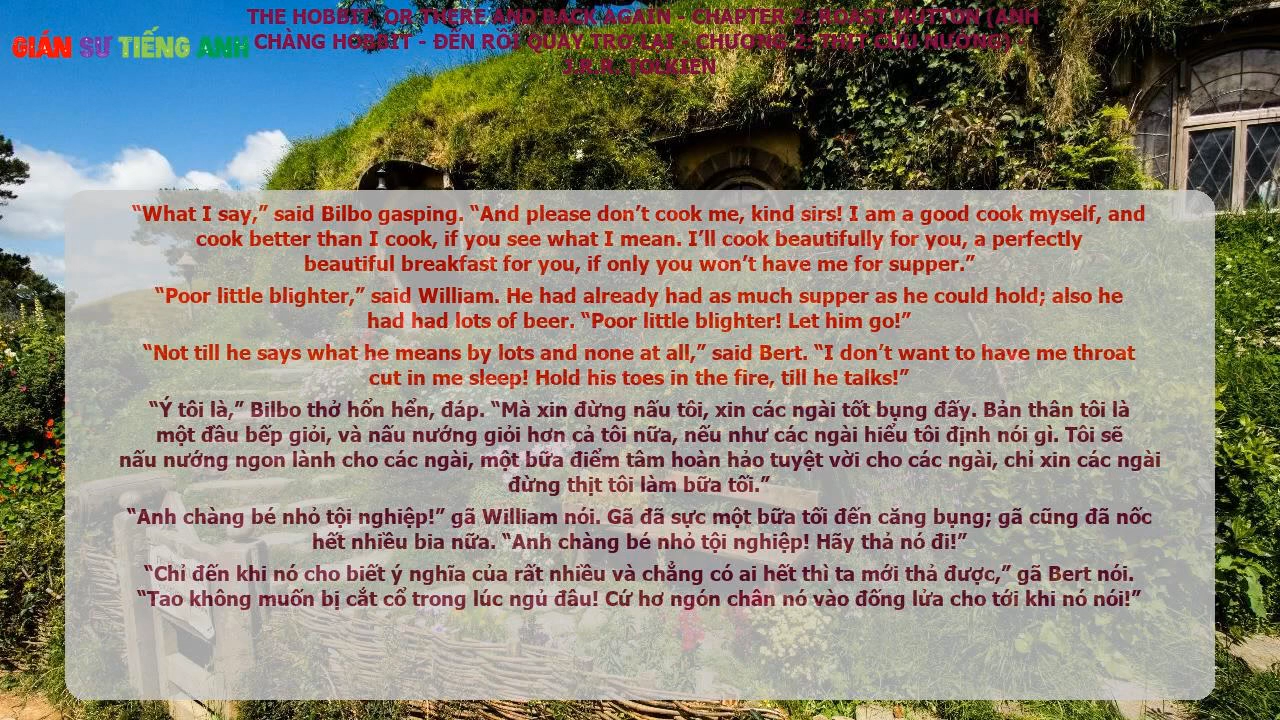 THE HOBBIT, OR THERE AND BACK AGAIN - CHAPTER 2: ROAST MUTTON (ANH
CHÀNG HOBBIT - ĐẾN RỒI QUAY TRỞ LẠI - CHƯƠNG 2: THỊT CỪU NƯỚNG) -
J.R.R. TOLKIEN
GIÁN SỨ TIẾNG ANH
“What I say,” said Bilbo gasping. “And please don’t cook me, kind sirs! I am a good cook myself, and
cook better than I cook, if you see what I mean. I’ll cook beautifully for you, a perfectly
beautiful breakfast for you, if only you won’t have me for supper.”
“Poor little blighter,” said William. He had already had as much supper as he could hold; also he
had had lots of beer. “Poor little blighter! Let him go!”
“Not till he says what he means by lots and none at all,” said Bert. “I don’t want to have me throat
cut in me sleep! Hold his toes in the fire, till he talks!”
“Ý tôi là,” Bilbo thở hổn hển, đáp. “Mà xin đừng nấu tôi, xin các ngài tốt bụng đấy. Bản thân tôi là
một đầu bếp giỏi, và nấu nướng giỏi hơn cả tôi nữa, nếu như các ngài hiểu tôi định nói gì. Tôi sẽ
nấu nướng ngon lành cho các ngài, một bữa điểm tâm hoàn hảo tuyệt vời cho các ngài, chỉ xin các ngài
đừng thịt tôi làm bữa tối.”
“Anh chàng bé nhỏ tội nghiệp!” gã William nói. Gã đã sực một bữa tối đến căng bụng; gã cũng đã nốc
hết nhiều bia nữa. “Anh chàng bé nhỏ tội nghiệp! Hãy thả nó đi!”
“Chỉ đến khi nó cho biết ý nghĩa của rất nhiều và chẳng có ai hết thì ta mới thả được,” gã Bert nói.
“Tao không muốn bị cắt cổ trong lúc ngủ đâu! Cứ hơ ngón chân nó vào đống lửa cho tới khi nó nói!”